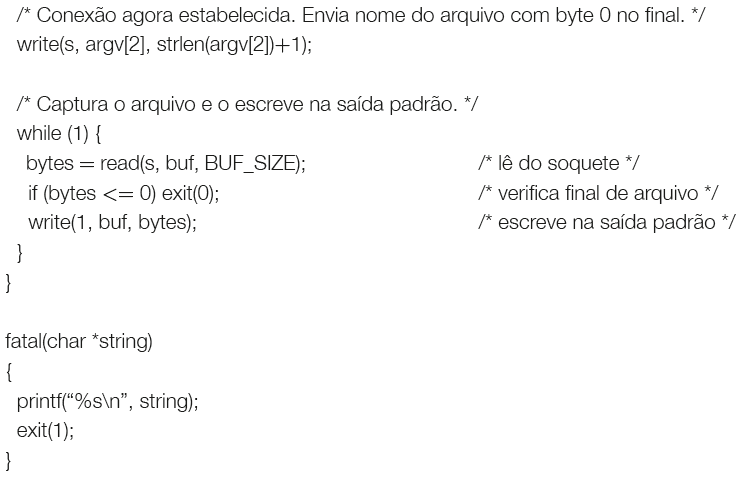 /* Conexão agora estabelecida. Envia nome do arquivo com byte 0 no final. */
write(s, argv[2], strlen(argv[2])+1);
/* Captura o arquivo e o escreve na saída padrão. */
while (1) {
bytes = read(s, buf, BUF_SIZE); /* lê do soquete */
if (bytes <= 0) exit(0); /* verifica final de arquivo */
write(1, buf, bytes); /* escreve na saída padrão */
}
}
fatal(char *string)
{
printf(“%s\n”, string);
exit(1);
}